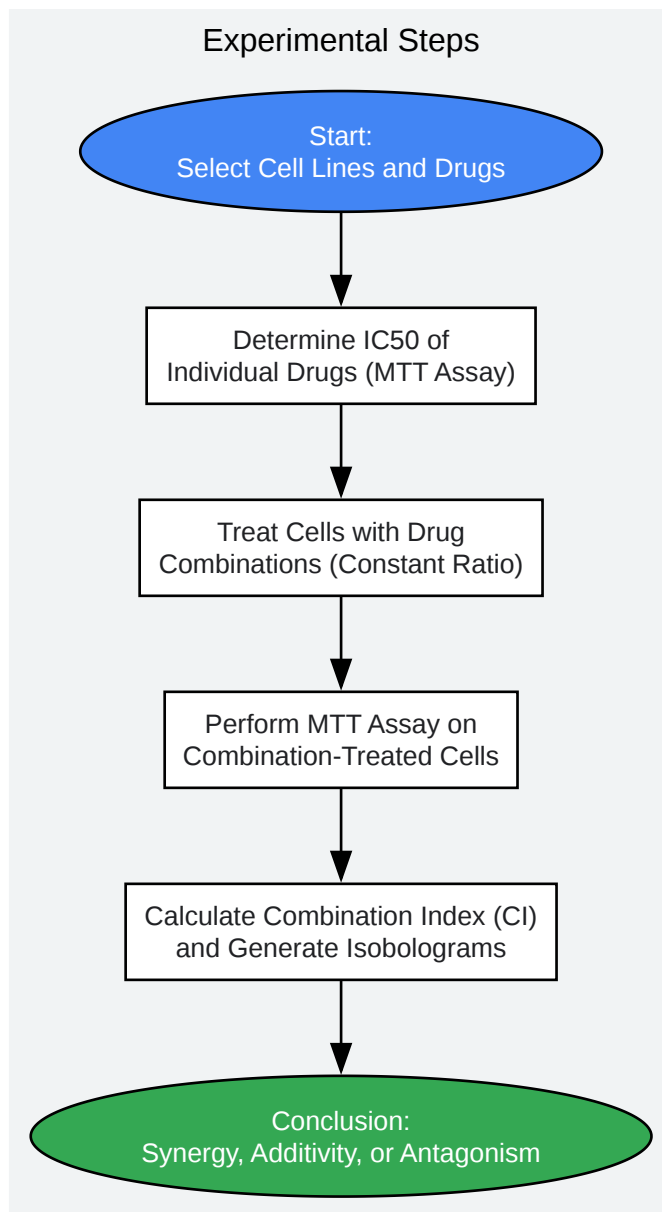 Experimental Steps
Start:
Select Cell Lines and Drugs
Determine IC50 of
Individual Drugs (MTT Assay)
Treat Cells with Drug
Combinations (Constant Ratio)
Perform MTT Assay on
Combination-Treated Cells
Calculate Combination Index (CI)
and Generate Isobolograms
Conclusion:
Synergy, Additivity, or Antagonism